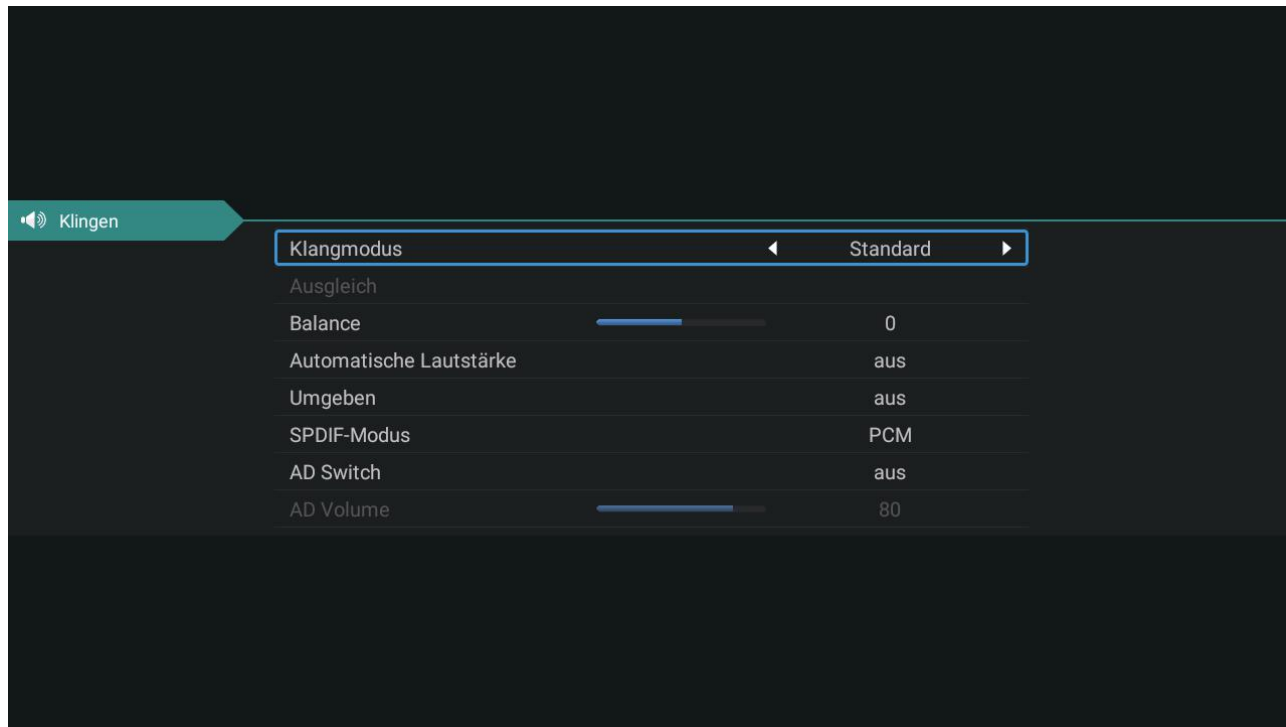 Klingen
Klangmodus Standard
Ausgleich
Balance 0
Automatische Lautstärke aus
Umgeben aus
SPDIF-Modus PCM
AD Switch aus
AD Volume 80